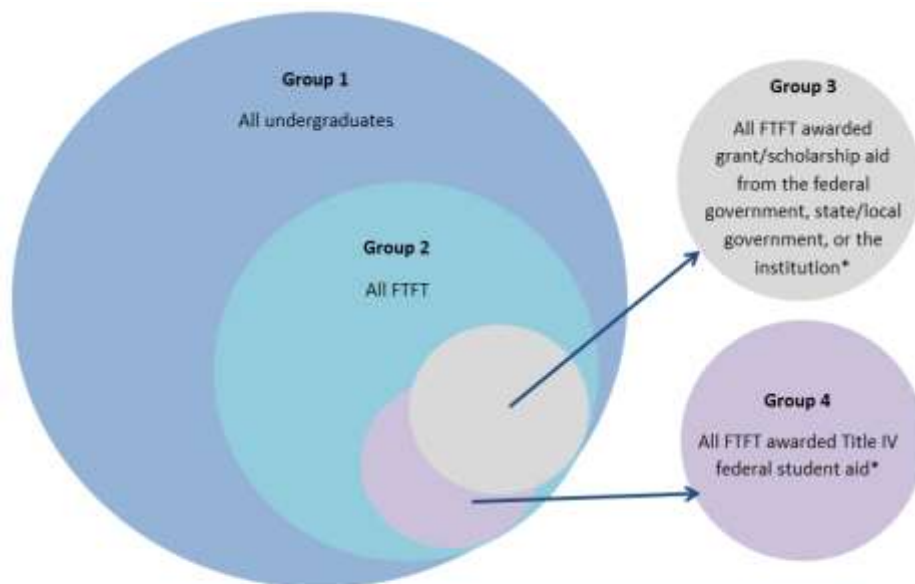 Group 1
All undergraduates
Group 2
All FTFT
Group 3
All FTFT awarded
grant/scholarship aid
from the federal
government, state/local
government, or the
institution*
Group 4
All FTFT awarded Title IV
federal student aid*